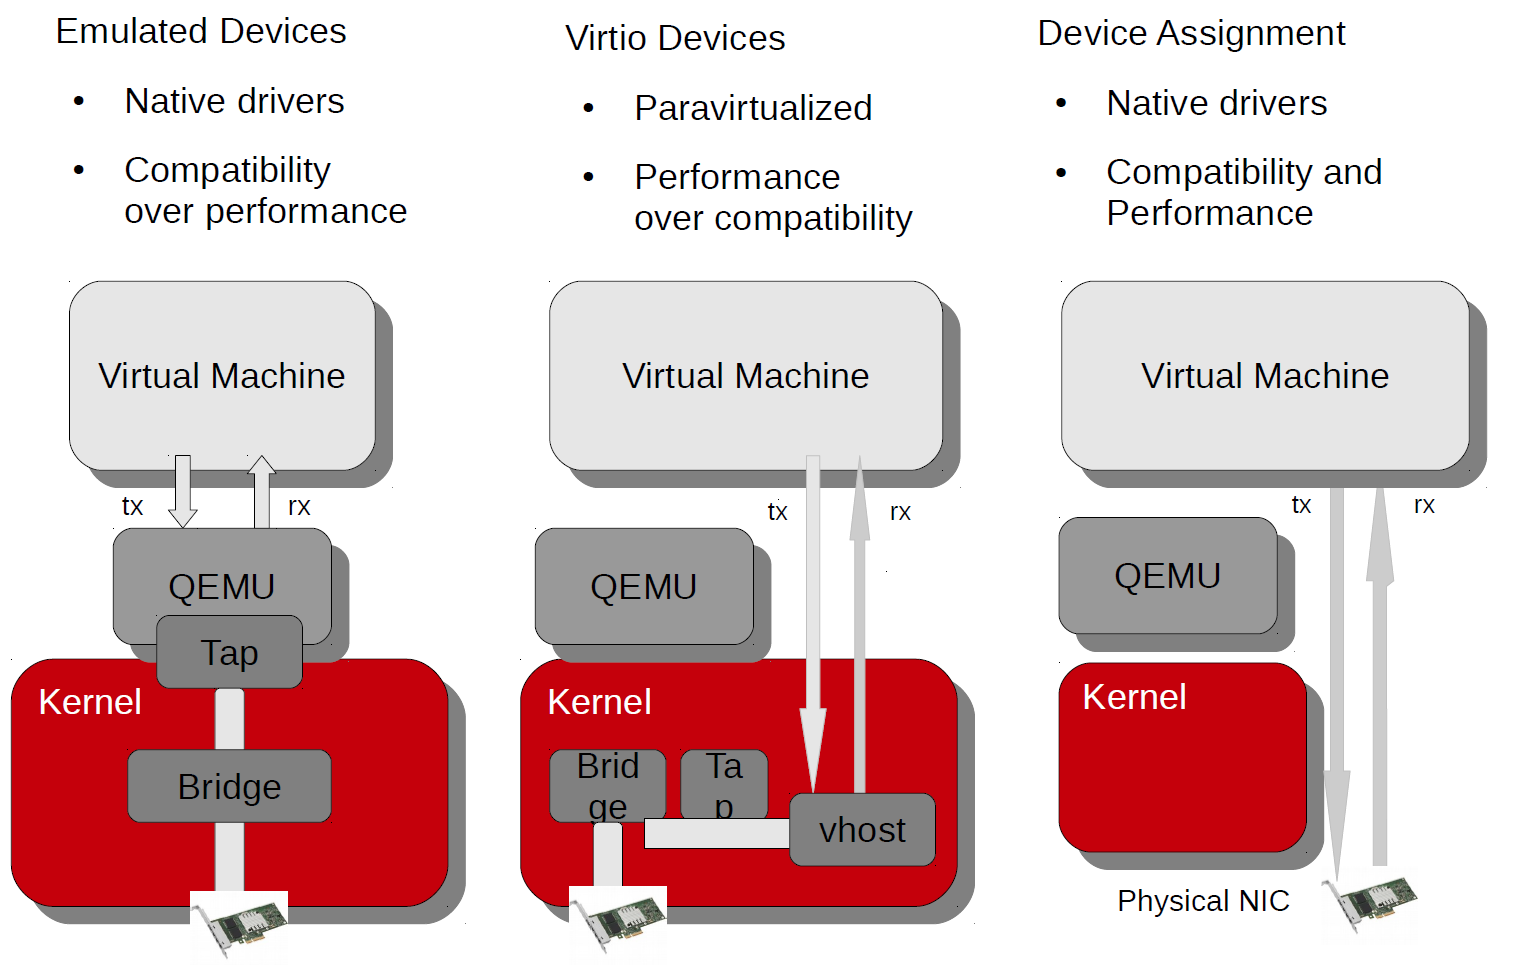 Emulated Devices
• Native drivers
• Compatibility
over performance
Virtual Machine
tx
rx
QEMU
Tap
Kernel
Bridge
Virtio Devices
• Paravirtualized
• Performance
over compatibility
Virtual Machine
tx
rx
QEMU
Kernel
Brid
ge
Ta
p
vhost
Device Assignment
• Native drivers
• Compatibility and
Performance
Virtual Machine
tx
rx
QEMU
Kernel
Physical NIC